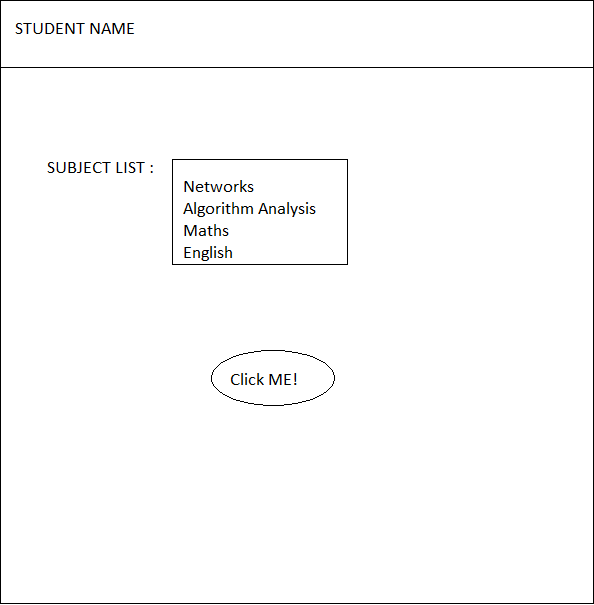 STUDENT NAME
SUBJECT LIST :
Networks
Algorithm Analysis
Maths
English
Click ME!